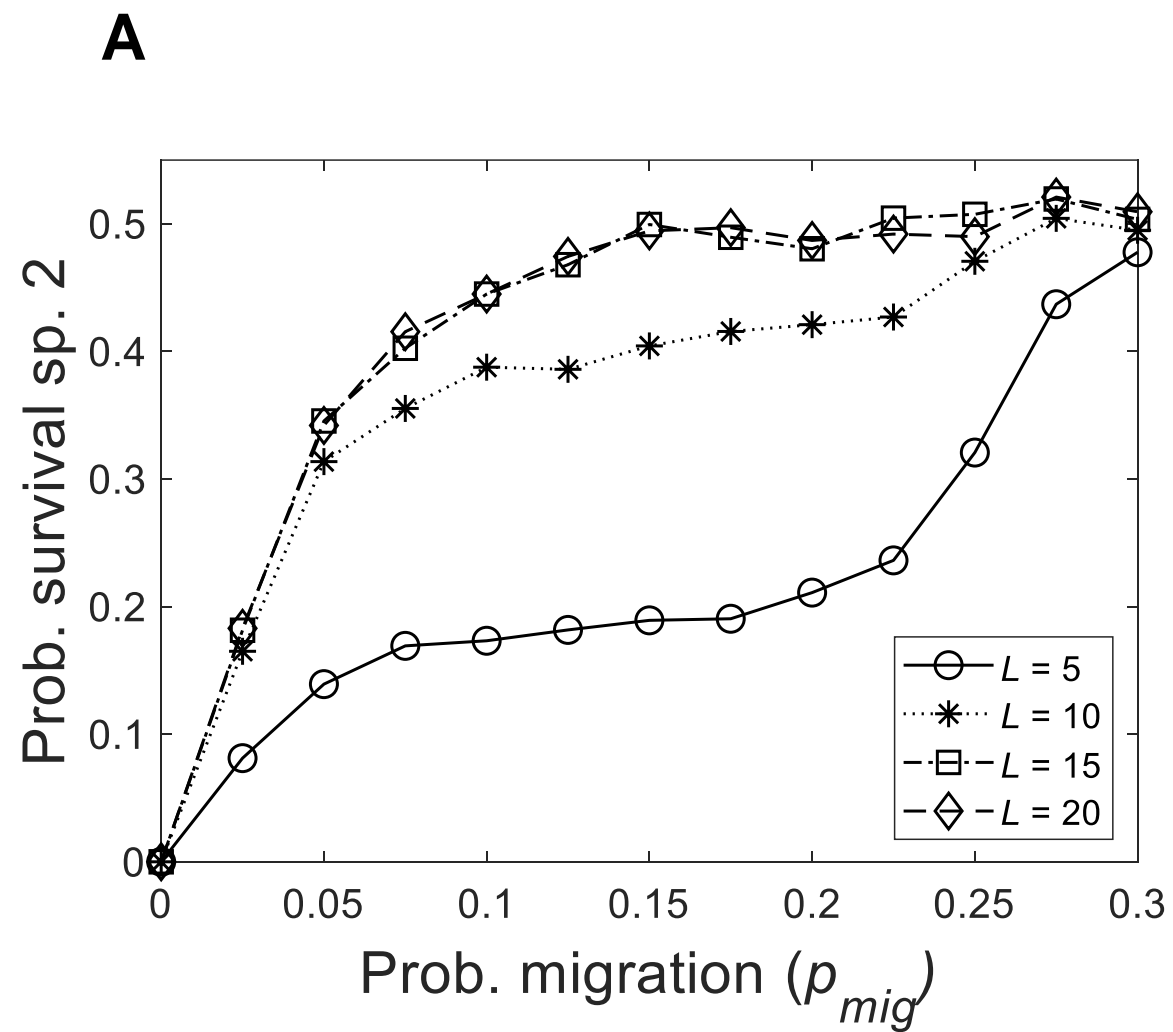 A
Prob. survival sp. 2
0.5
0.4
0.3
0.2
0.1
0
0 0.05 0.1 0.15 0.2 0.25 0.3
Prob. migration (p_mig)
L = 5
L = 10
L = 15
L = 20